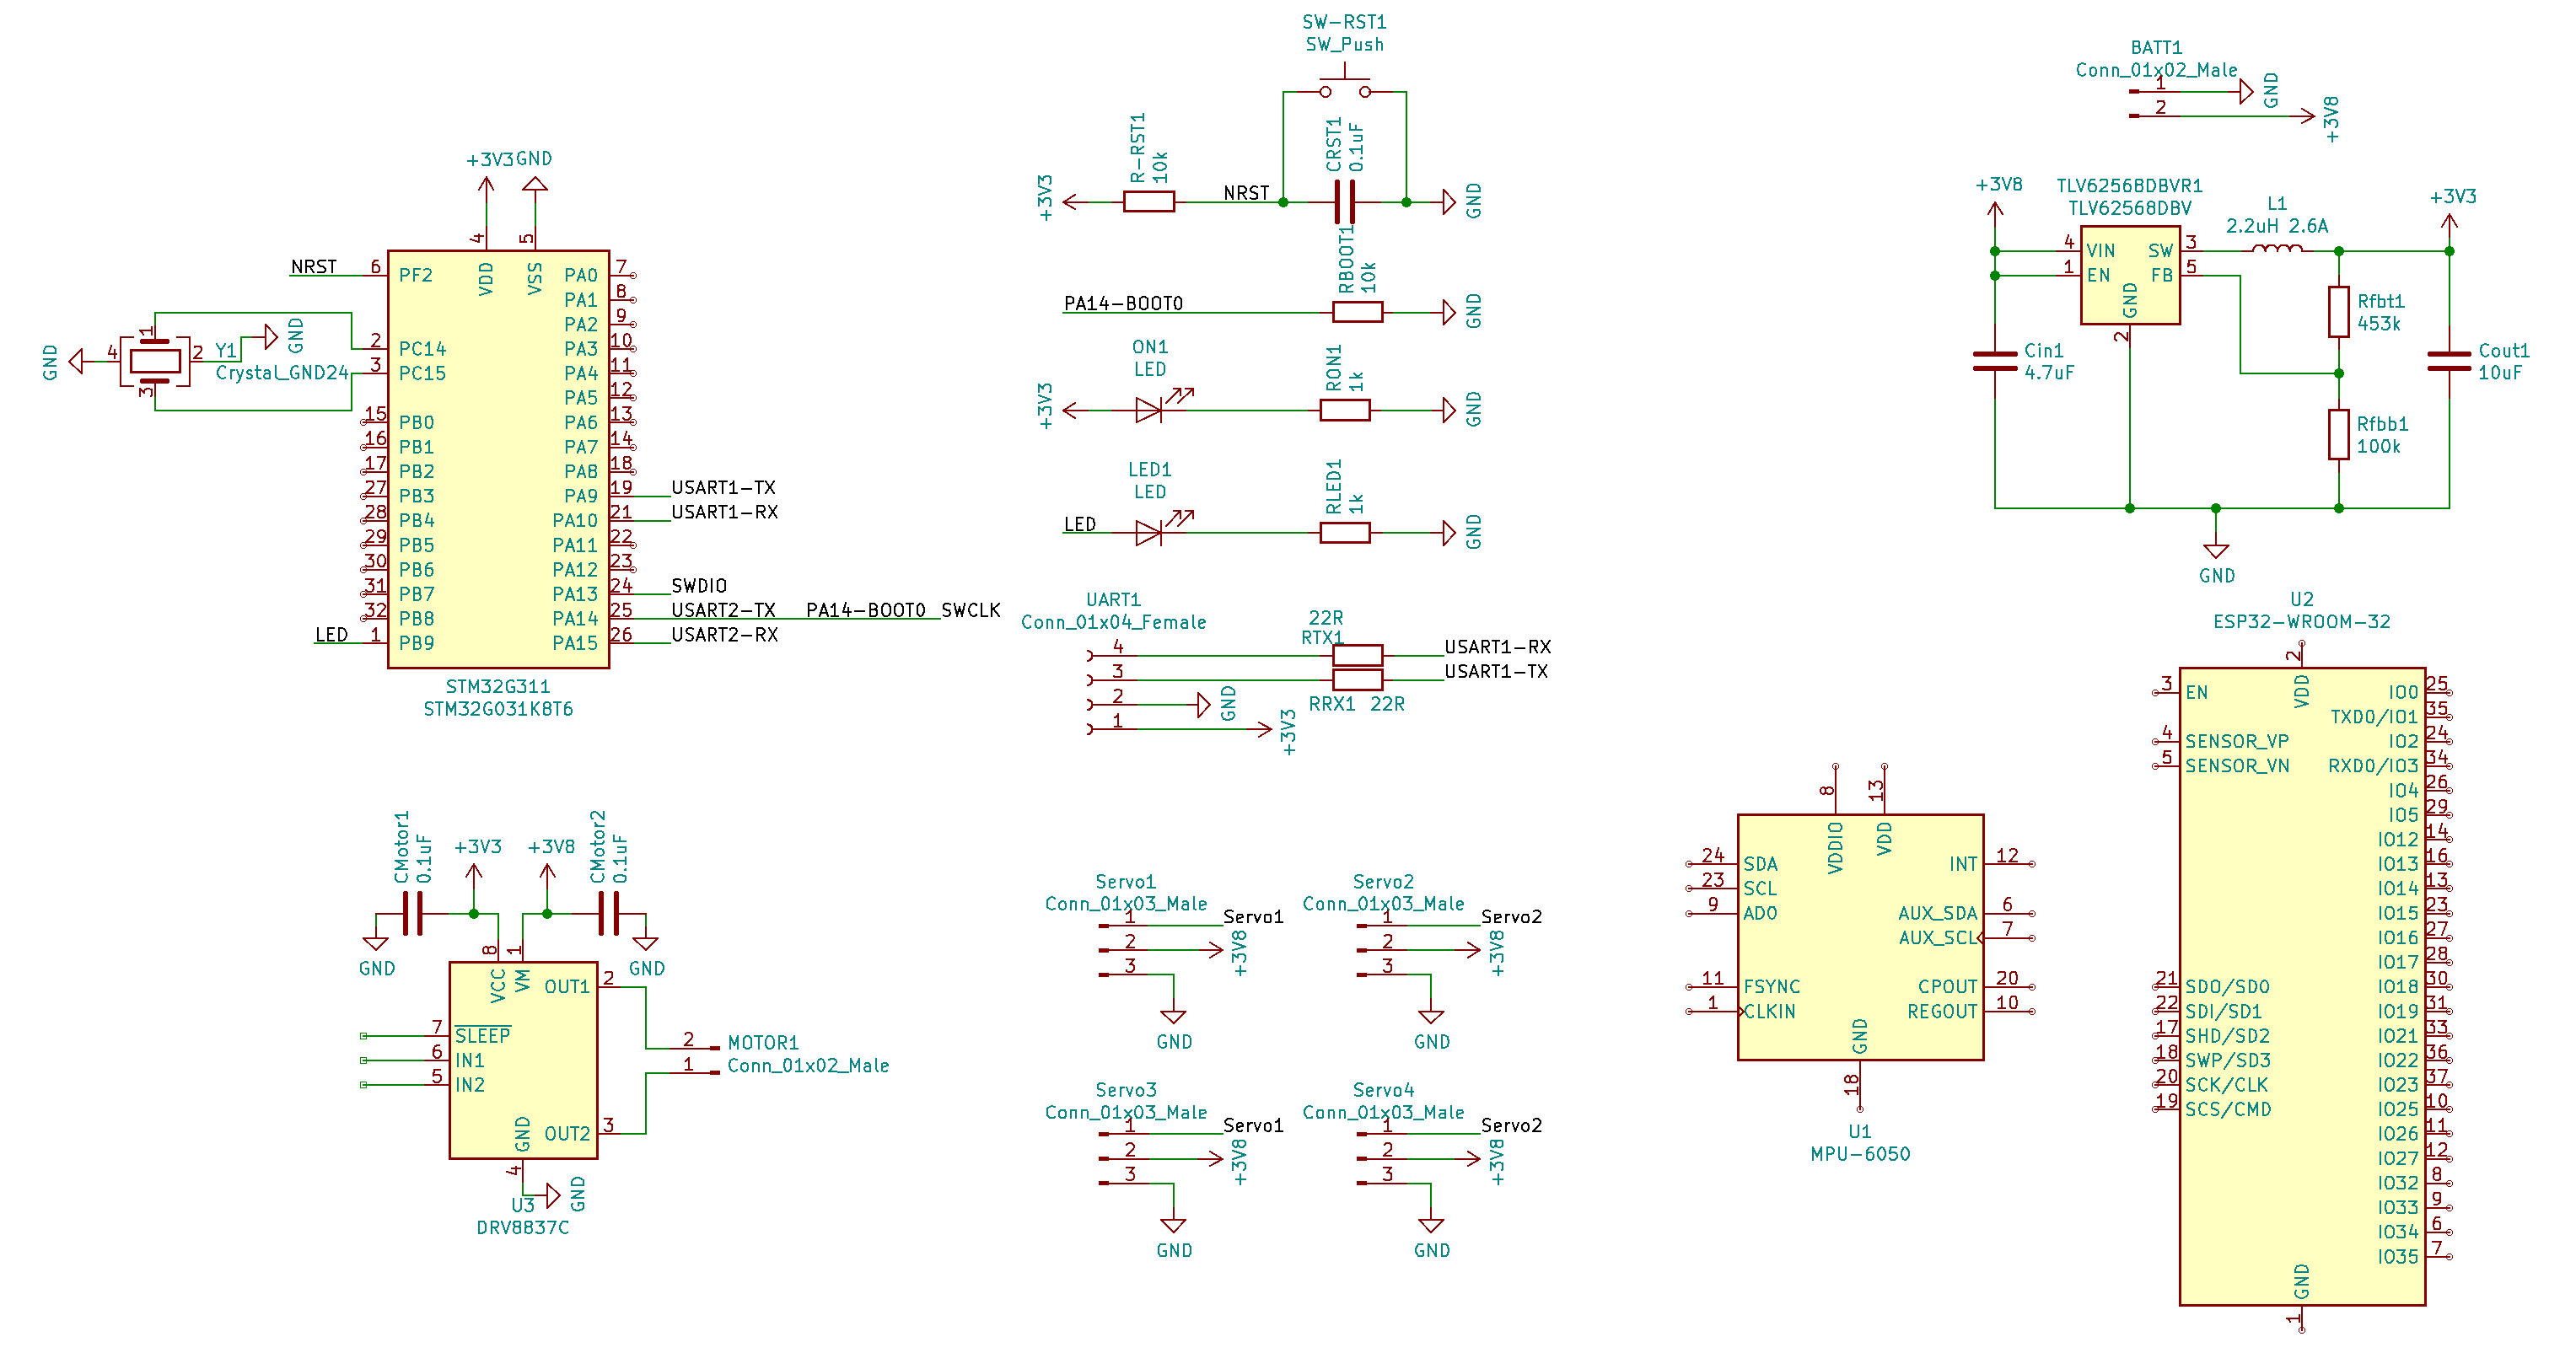 +3V3
GND
4
5
NRST
6
PF2
VDD
VSS
PA0
7
PA1
8
PA2
9
PA3
10
PA4
11
PA5
12
PA6
13
PA7
14
PA8
18
PA9
19
USART1-TX
PA10
21
USART1-RX
PA11
22
PA12
23
PA13
24
SWDIO
PA14
25
USART2-TX
PA14-BOOT0
SWCLK
PA15
26
USART2-RX
2
PC14
3
PC15
15
PB0
16
PB1
17
PB2
27
PB3
28
PB4
29
PB5
30
PB6
31
PB7
32
PB8
LED
1
PB9
STM32G311
STM32G031K8T6
GND
4
1
3
2
GND
Y1
Crystal_GND24
SW-RST1
SW_Push
R-RST1
10k
+3V3
NRST
CRST1
0.1uF
GND
PA14-BOOT0
RBOOT1
10k
GND
ON1
LED
+3V3
RON1
1k
GND
LED1
LED
LED
RLED1
1k
GND
UART1
Conn_01x04_Female
4
3
2
1
22R
RTX1
USART1-RX
USART1-TX
RRX1 22R
GND
+3V3
BATT1
Conn_01x02_Male
1
2
GND
+3V8
+3V8
TLV62568DBVR1
TLV62568DBV
4
VIN
1
EN
SW
3
FB
5
GND
2
L1
2.2uH 2.6A
+3V3
Rfbt1
453k
Rfbb1
100k
Cin1
4.7uF
Cout1
10uF
GND
CMotor1
0.1uF
+3V3
+3V8
CMotor2
0.1uF
GND
GND
8
1
VCC
VM
OUT1
2
7
SLEEP
6
IN1
5
IN2
GND
4
OUT2
3
GND
U3
DRV8837C
2
1
MOTOR1
Conn_01x02_Male
Servo1
Conn_01x03_Male
1
2
3
Servo1
+3V8
GND
Servo2
Conn_01x03_Male
1
2
3
Servo2
+3V8
GND
Servo3
Conn_01x03_Male
1
2
3
Servo1
+3V8
GND
Servo4
Conn_01x03_Male
1
2
3
Servo2
+3V8
GND
8
13
VDDIO
VDD
24
SDA
23
SCL
9
AD0
11
FSYNC
1
CLKIN
INT
12
AUX_SDA
6
AUX_SCL
7
CPOUT
20
REGOUT
10
GND
18
U1
MPU-6050
U2
ESP32-WROOM-32
2
VDD
3
EN
4
SENSOR_VP
5
SENSOR_VN
21
SDO/SD0
22
SDI/SD1
17
SHD/SD2
18
SWP/SD3
20
SCK/CLK
19
SCS/CMD
IO0
25
TXD0/IO1
35
IO2
24
RXD0/IO3
34
IO4
26
IO5
29
IO12
14
IO13
16
IO14
13
IO15
23
IO16
27
IO17
28
IO18
30
IO19
31
IO21
33
IO22
36
IO23
37
IO25
10
IO26
11
IO27
12
IO32
8
IO33
9
IO34
6
IO35
7
GND
1